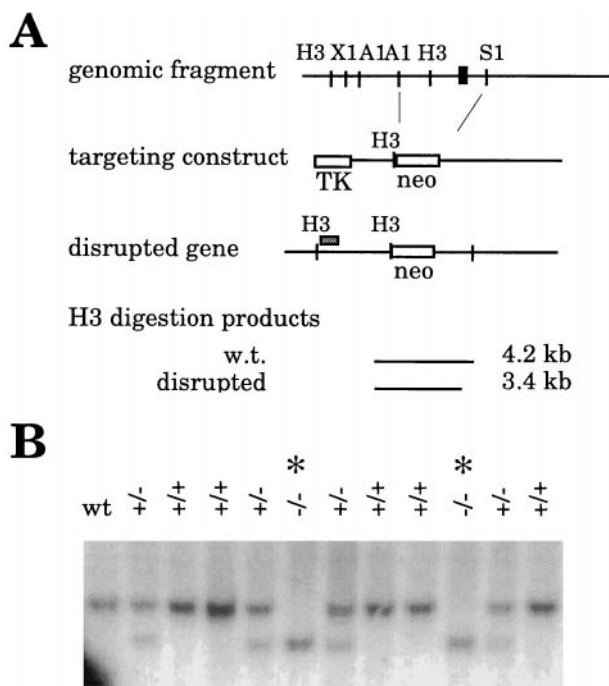 A
H3 X1 A1 A1 H3 S1
genomic fragment
H3
targeting construct
TK neo
H3 H3
disrupted gene
neo
H3 digestion products
w.t. 4.2 kb
disrupted 3.4 kb
B
* *
wt +/- +/+ +/+ +/- -/- +/- +/+ +/+ -/- +/- +/+